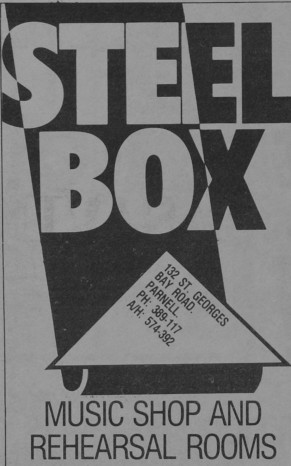 STEEL
BOX
132 ST. GEORGES
BAY ROAD.
PARNELL.
PH: 389-117
A/H: 574-392
MUSIC SHOP AND
REHEARSAL ROOMS